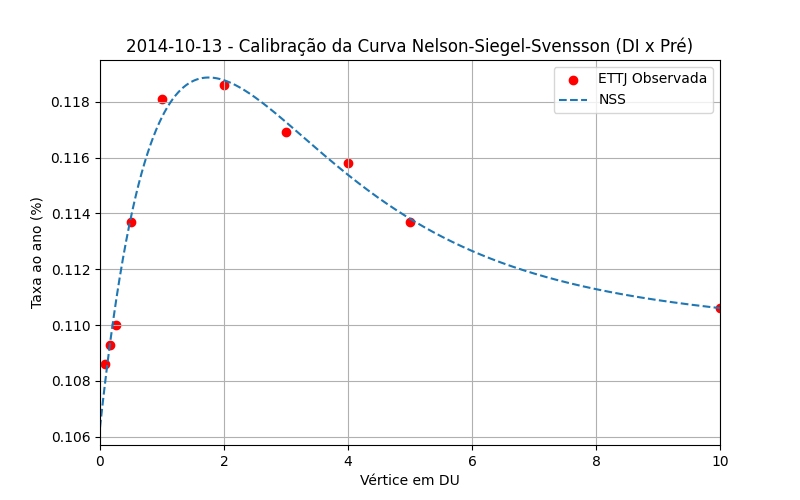 2014-10-13 - Calibração da Curva Nelson-Siegel-Svensson (DI x Pré)
ETTJ Observada
NSS
Taxa ao ano (%)
0.118
0.116
0.114
0.112
0.110
0.108
0.106
0 2 4 6 8 10
Vértice em DU